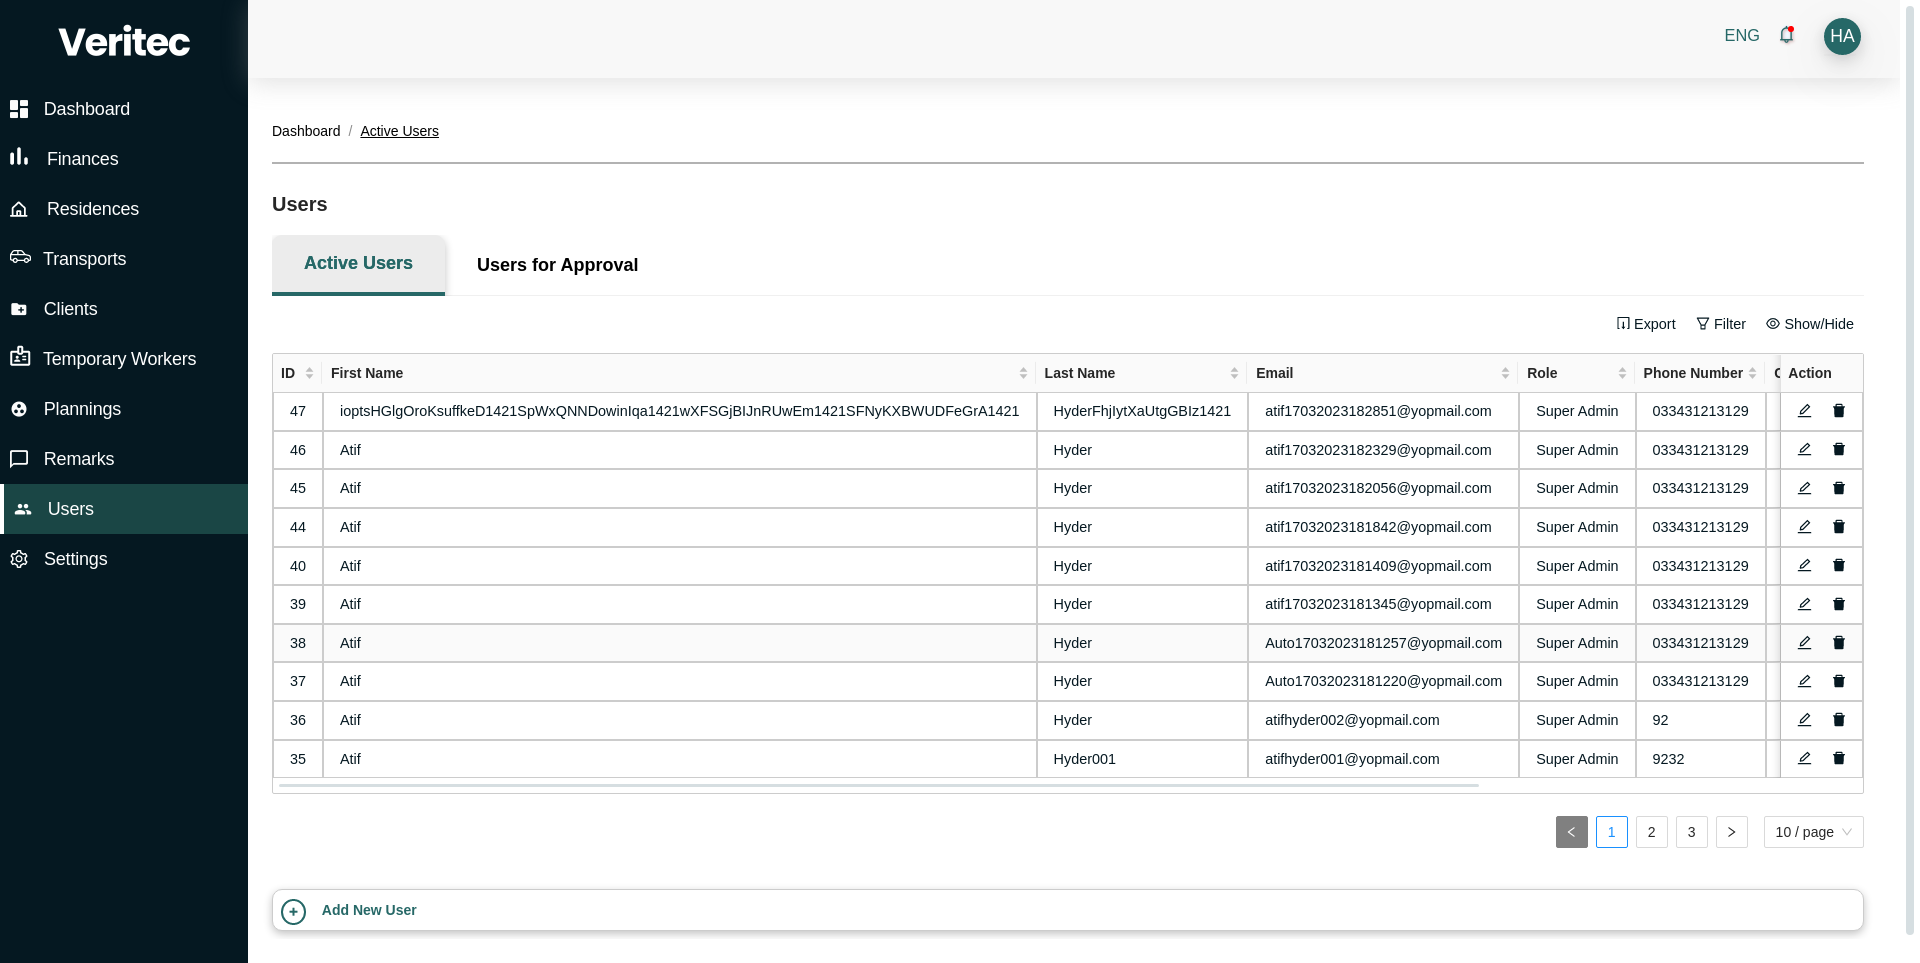 Veritec
ENG
HA
Dashboard
Finances
Residences
Transports
Clients
Temporary Workers
Plannings
Remarks
Users
Settings
Dashboard / Active Users
Users
Active Users Users for Approval
Export Filter Show/Hide
ID First Name Last Name Email Role Phone Number Action
47 ioptsHGlgOroKsuffkeD1421SpWxQNNDowinIqa1421wXFSGjBIJnRUwEm1421SFNyKXBWUDFeGrA1421 HyderFhjIytXaUtgGBIz1421 atif17032023182851@yopmail.com Super Admin 033431213129
46 Atif Hyder atif17032023182329@yopmail.com Super Admin 033431213129
45 Atif Hyder atif17032023182056@yopmail.com Super Admin 033431213129
44 Atif Hyder atif17032023181842@yopmail.com Super Admin 033431213129
40 Atif Hyder atif17032023181409@yopmail.com Super Admin 033431213129
39 Atif Hyder atif17032023181345@yopmail.com Super Admin 033431213129
38 Atif Hyder Auto17032023181257@yopmail.com Super Admin 033431213129
37 Atif Hyder Auto17032023181220@yopmail.com Super Admin 033431213129
36 Atif Hyder atifhyder002@yopmail.com Super Admin 92
35 Atif Hyder001 atifhyder001@yopmail.com Super Admin 9232
1 2 3 10 / page
Add New User